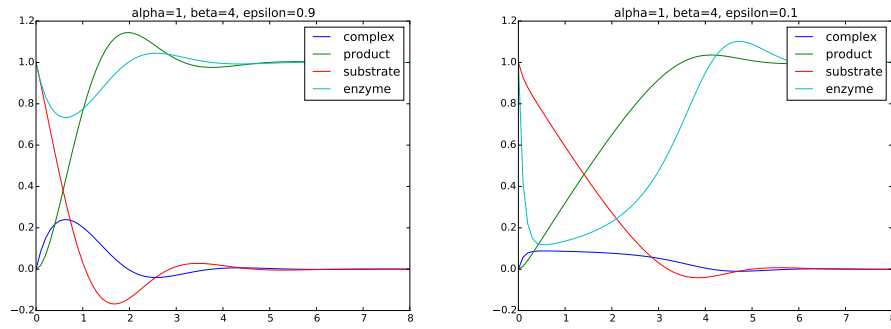 alpha=1, beta=4, epsilon=0.9
1.2
1.0
0.8
0.6
0.4
0.2
0.0
−0.2
0 1 2 3 4 5 6 7 8
complex
product
substrate
enzyme
alpha=1, beta=4, epsilon=0.1
1.2
1.0
0.8
0.6
0.4
0.2
0.0
−0.2
0 1 2 3 4 5 6 7
complex
product
substrate
enzyme